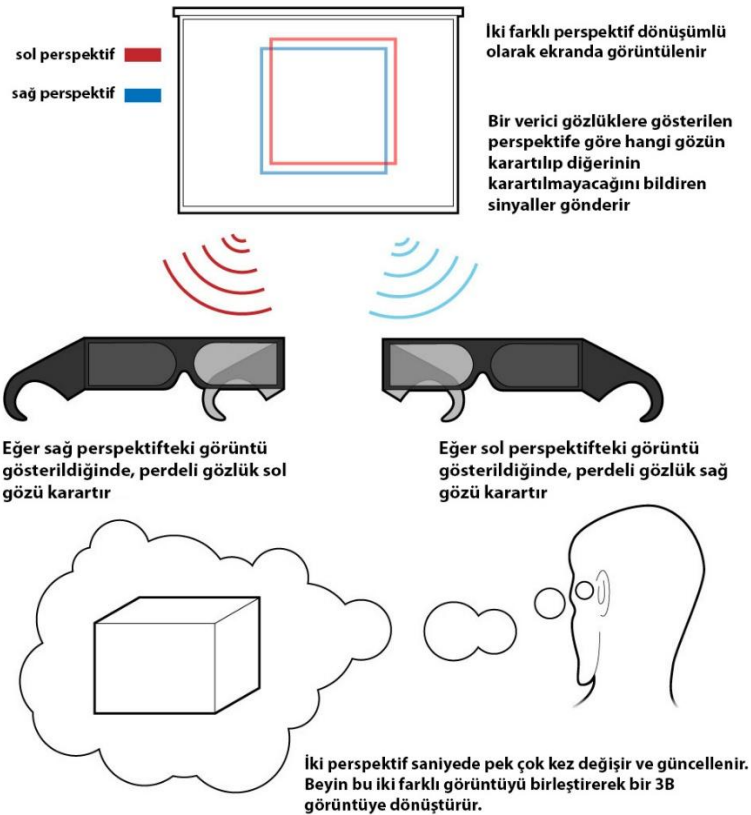 sol perspektif
sağ perspektif
İki farklı perspektif dönüşümlü
olarak ekranda görüntülenir
Bir verici gözlüklere gösterilen
perspektife göre hangi gözün
karartılıp diğerinin
karartılmayacağını bildiren
sinyaller gönderir
Eğer sağ perspektifteki görüntü
gösterildiğinde, perdeli gözlük sol
gözü karartır
Eğer sol perspektifteki görüntü
gösterildiğinde, perdeli gözlük sağ
gözü karartır
İki perspektif saniyede pek çok kez değişir ve güncellenir.
Beyin bu iki farklı görüntüyü birleştirerek bir 3B
görüntüye dönüştürür.